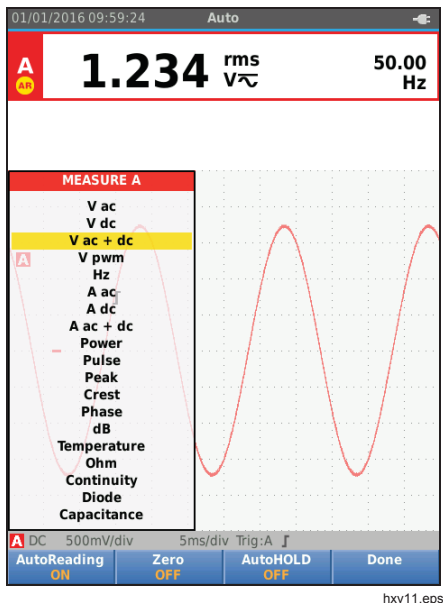 01/01/2016 09:59:24 Auto
A
AR
1.234 rms V
50.00 Hz
MEASURE A
V ac
V dc
V ac + dc
V pwm
A
Hz
A ac
A dc
A ac + dc
Power
Pulse
Peak
Crest
Phase
dB
Temperature
Ohm
Continuity
Diode
Capacitance
A DC 500mV/div 5ms/div Trig:A
AutoReading Zero AutoHOLD Done
ON OFF OFF
hxv11.eps